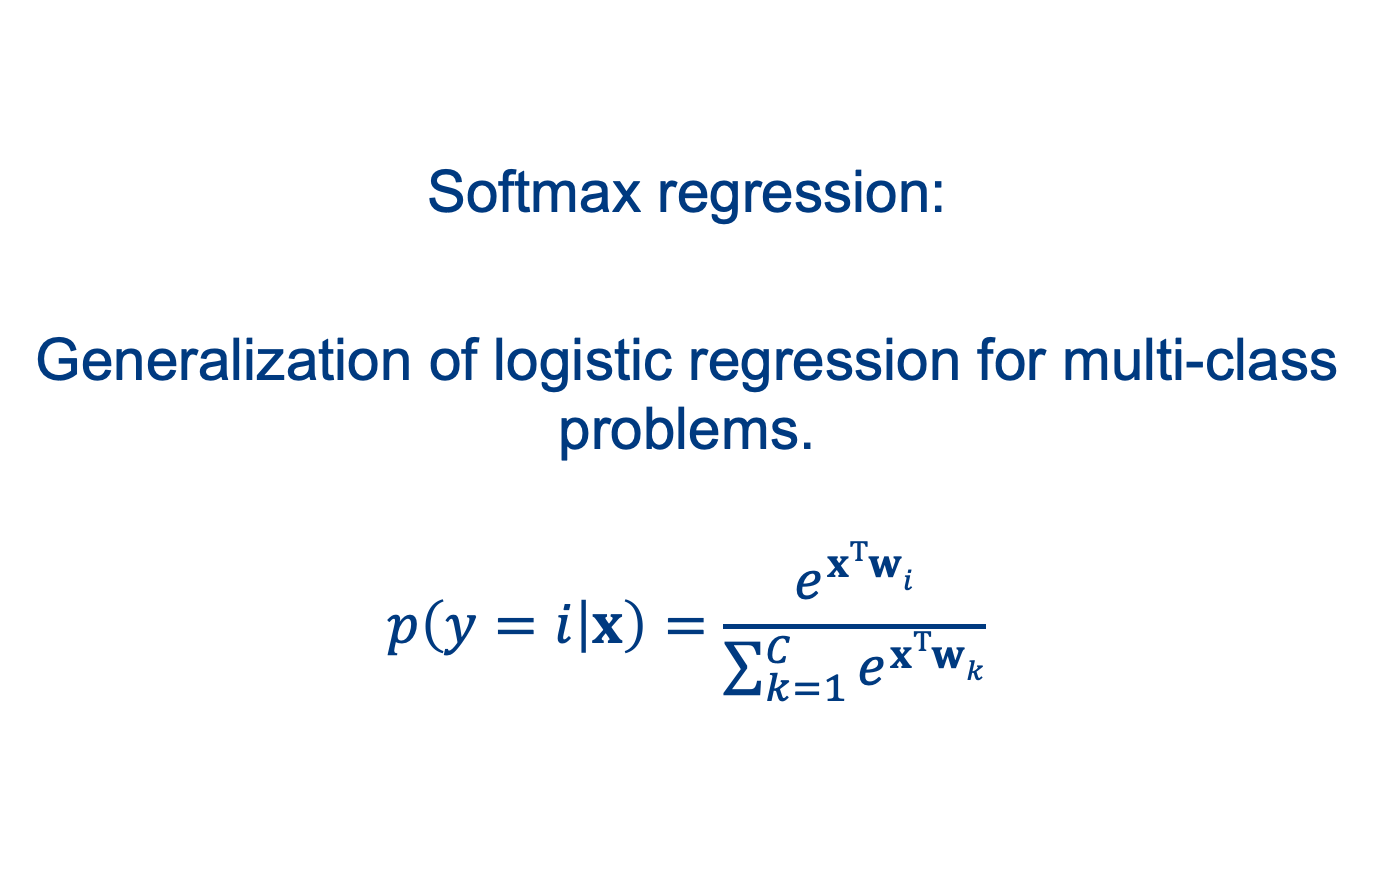 Softmax regression:
Generalization of logistic regression for multi-class
problems.
p(y = i|𝐱) = e^{𝐱^T 𝐰_i} / ∑_{k=1}^{C} e^{𝐱^T 𝐰_k}